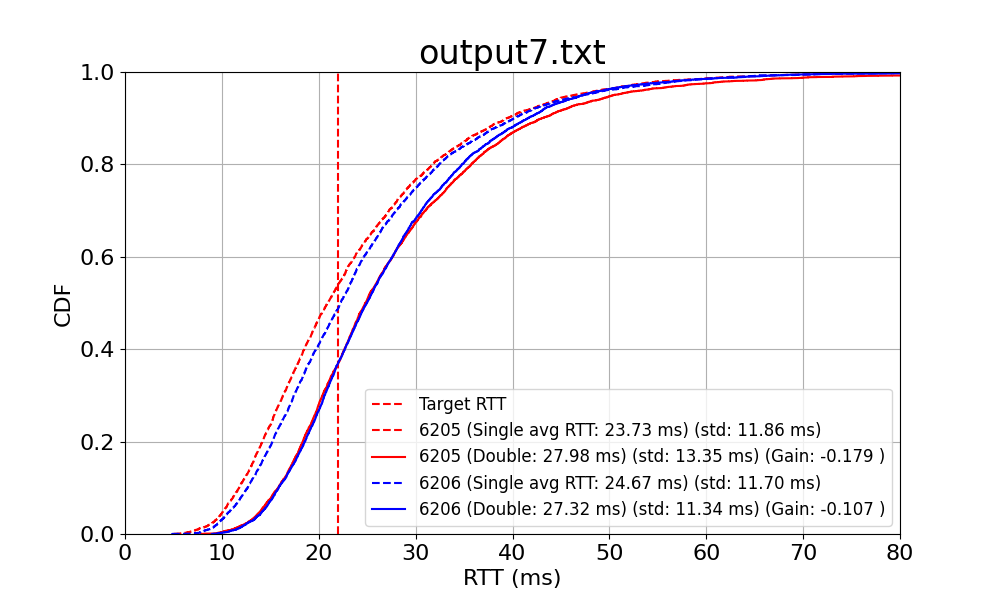 output7.txt
1.0
0.8
0.6
0.4
0.2
0.0
CDF
Target RTT
6205 (Single avg RTT: 23.73 ms) (std: 11.86 ms)
6205 (Double: 27.98 ms) (std: 13.35 ms) (Gain: -0.179 )
6206 (Single avg RTT: 24.67 ms) (std: 11.70 ms)
6206 (Double: 27.32 ms) (std: 11.34 ms) (Gain: -0.107 )
0 10 20 30 40 50 60 70 80
RTT (ms)